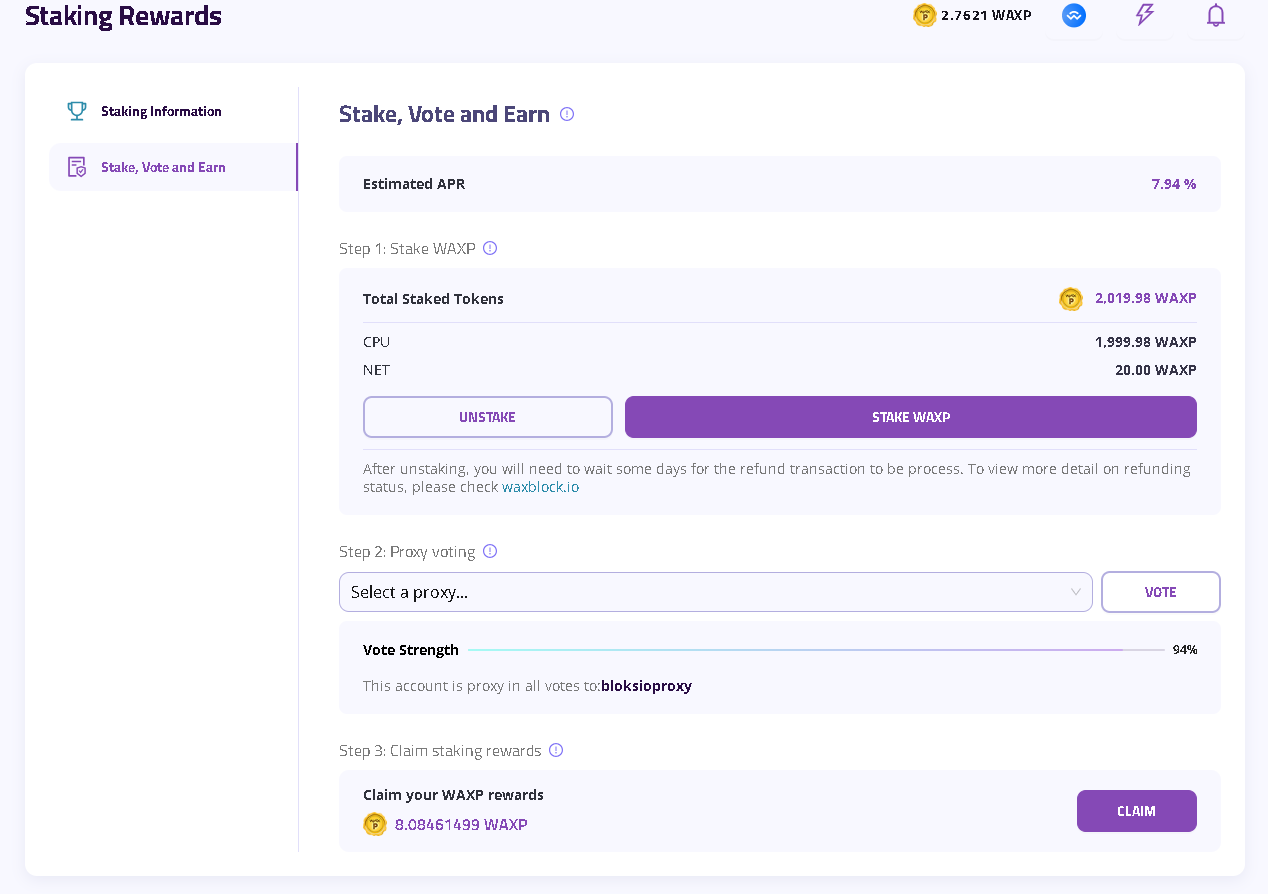 Staking Rewards
2.7621 WAXP
Staking Information
Stake, Vote and Earn
Stake, Vote and Earn
Estimated APR 7.94 %
Step 1: Stake WAXP
Total Staked Tokens 2,019.98 WAXP
CPU 1,999.98 WAXP
NET 20.00 WAXP
UNSTAKE STAKE WAXP
After unstaking, you will need to wait some days for the refund transaction to be process. To view more detail on refunding
status, please check waxblock.io
Step 2: Proxy voting
Select a proxy... VOTE
Vote Strength 94%
This account is proxy in all votes to:bloksioproxy
Step 3: Claim staking rewards
Claim your WAXP rewards
8.08461499 WAXP
CLAIM